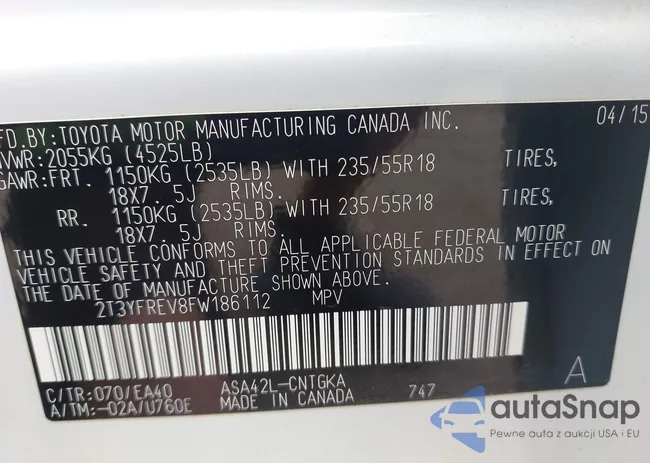 MFD. BY: TOYOTA MOTOR MANUFACTURING CANADA INC. 04/15
GVWR: 2055KG (4525LB)
GAWR: FRT. 1150KG (2535LB) WITH 235/55R18 TIRES,
18X7. 5J RIMS.
RR. 1150KG (2535LB) WITH 235/55R18 TIRES,
18X7. 5J RIMS.
THIS VEHICLE CONFORMS TO ALL APPLICABLE FEDERAL MOTOR
VEHICLE SAFETY AND THEFT PREVENTION STANDARDS IN EFFECT ON
THE DATE OF MANUFACTURE SHOWN ABOVE.
2T3YFREV8FW186112 MPV
C/TR: 070/EA40 ASA42L-CNTGKA 747 A
A/TM: -02A/U760E MADE IN CANADA
autaSnap
Pewne auta z aukcji USA i EU